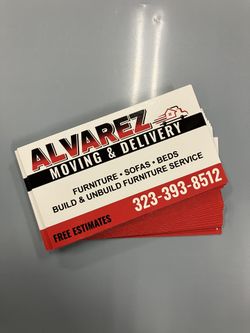 ALVAREZ
MOVING & DELIVERY
FURNITURE • SOFAS • BEDS
BUILD & UNBUILD FURNITURE SERVICE
FREE ESTIMATES
323-393-8512